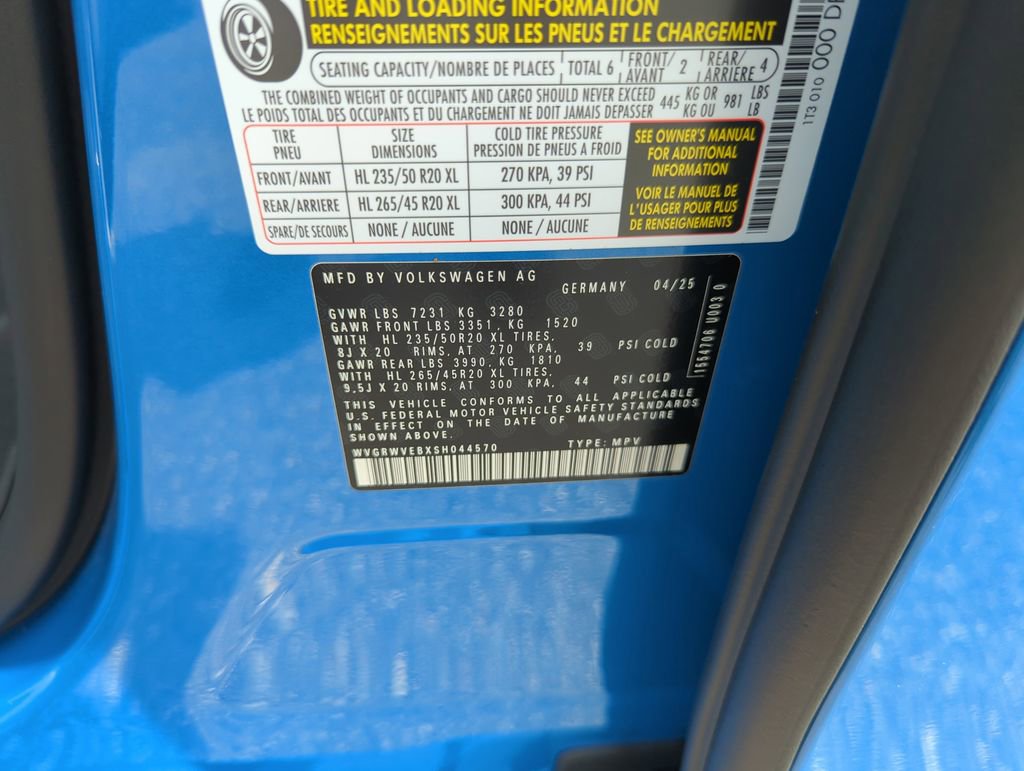 TIRE AND LOADING INFORMATION
RENSEIGNEMENTS SUR LES PNEUS ET LE CHARGEMENT
SEATING CAPACITY/NOMBRE DE PLACES TOTAL 6 FRONT/AVANT 2 REAR/ARRIERE 4
THE COMBINED WEIGHT OF OCCUPANTS AND CARGO SHOULD NEVER EXCEED 445 KG OR 981 LBS
LE POIDS TOTAL DES OCCUPANTS ET DU CHARGEMENT NE DOIT JAMAIS DEPASSER KG OU LB
TIRE SIZE COLD TIRE PRESSURE
PNEU DIMENSIONS PRESSION DE PNEUS A FROID
FRONT/AVANT HL 235/50 R20 XL 270 KPA, 39 PSI
REAR/ARRIERE HL 265/45 R20 XL 300 KPA, 44 PSI
SPARE/DE SECOURS NONE / AUCUNE NONE / AUCUNE
SEE OWNER'S MANUAL
FOR ADDITIONAL
INFORMATION
VOIR LE MANUEL DE
L'USAGER POUR PLUS
DE RENSEIGNEMENTS
1T3 010 000
MFD BY VOLKSWAGEN AG
GERMANY 04/25
GVWR LBS 7231 KG 3280
GAWR FRONT LBS 3351, KG 1520
WITH HL 235/50R20 XL TIRES,
8J X 20 RIMS, AT 270 KPA, 39 PSI COLD
GAWR REAR LBS 3990, KG 1810
WITH HL 265/45R20 XL TIRES,
9.5J X 20 RIMS, AT 300 KPA, 44 PSI COLD
THIS VEHICLE CONFORMS TO ALL APPLICABLE
U.S. FEDERAL MOTOR VEHICLE SAFETY STANDARDS
IN EFFECT ON THE DATE OF MANUFACTURE
SHOWN ABOVE.
WVGRWVEBXSH044570 TYPE: MPV
1554706 U003 0